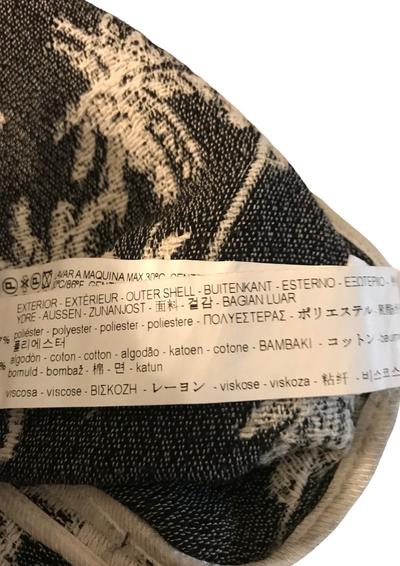 LAVAR A MAQUINA MAX 30ºC.
EXTERIOR - EXTÉRIEUR - OUTER SHELL - BUITENKANT - ESTERNO - ΕΞΩΤΕΡΙΚΟ -
YDRE - AUSSEN - ZUNANJOST - 面料 - 겉감 - BAGIAN LUAR
7% poliéster - polyester - poliester - poliestere - ΠΟΛΥΕΣΤΕΡΑΣ - ポリエステル -
폴리에스터
% algodón - coton - cotton - algodão - katoen - cotone - BAMBAKI - コットン -
bomuld - bombaž - 棉 - 면 - katun
viscosa - viscose - ΒΙΣΚΟΖΗ - レーヨン - viskose - viskoza - 粘纤 - 비스코스